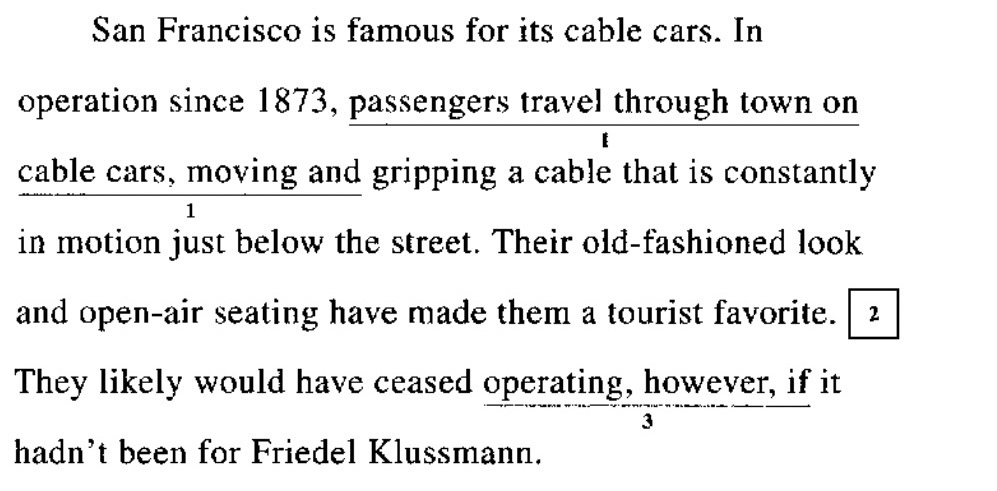 San Francisco is famous for its cable cars. In
operation since 1873, passengers travel through town on
1
cable cars, moving and gripping a cable that is constantly
1
in motion just below the street. Their old-fashioned look
and open-air seating have made them a tourist favorite. 2
They likely would have ceased operating, however, if it
3
hadn't been for Friedel Klussmann.